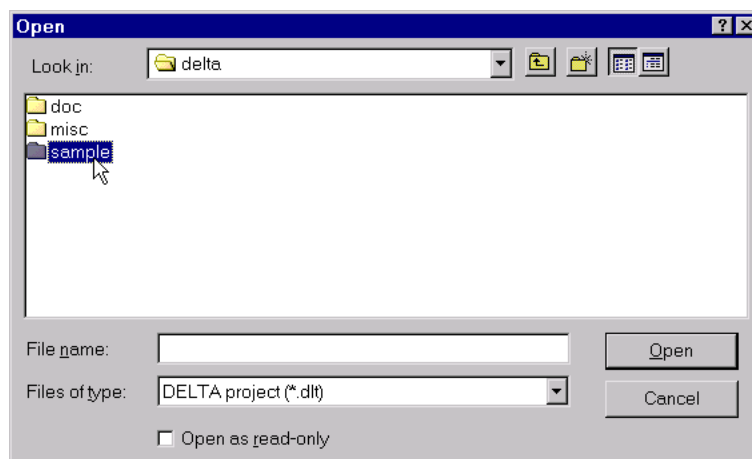 Open
Look in: delta
doc
misc
sample
File name: Open
Files of type: DELTA project (*.dlt) Cancel
Open as read-only